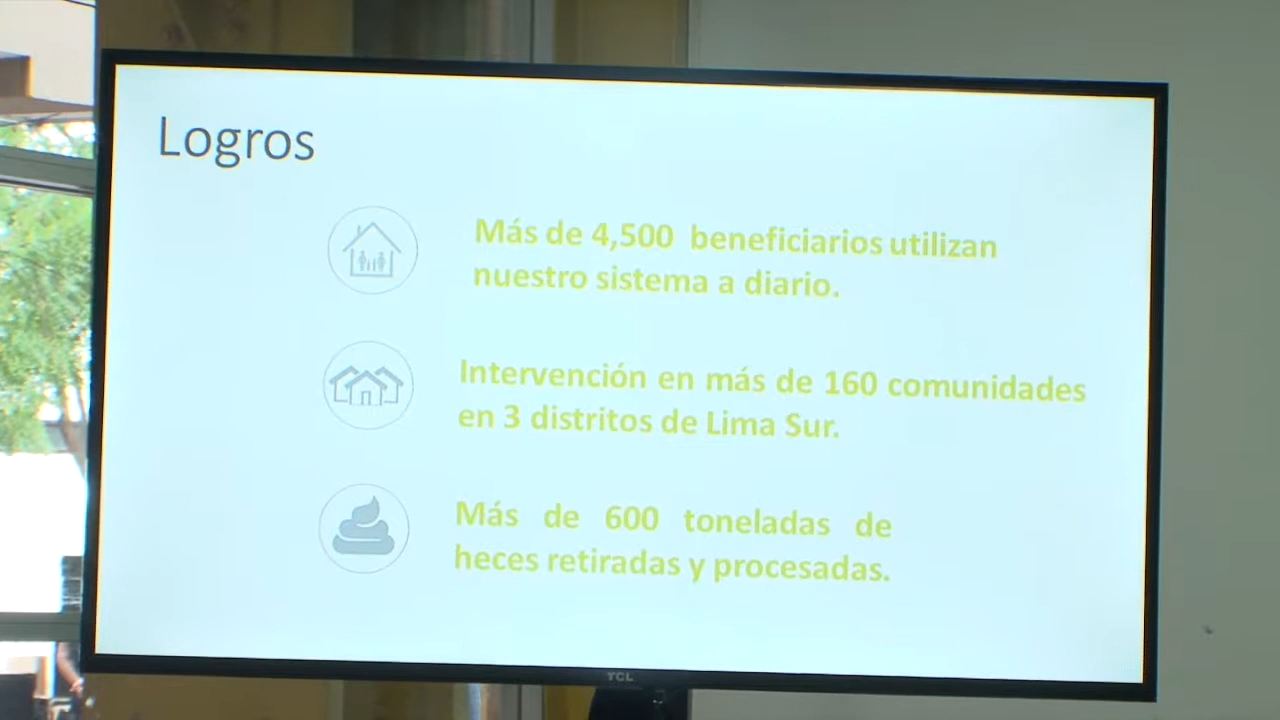 Logros
Más de 4,500 beneficiarios utilizan
nuestro sistema a diario.
Intervención en más de 160 comunidades
en 3 distritos de Lima Sur.
Más de 600 toneladas de
heces retiradas y procesadas.
TCL